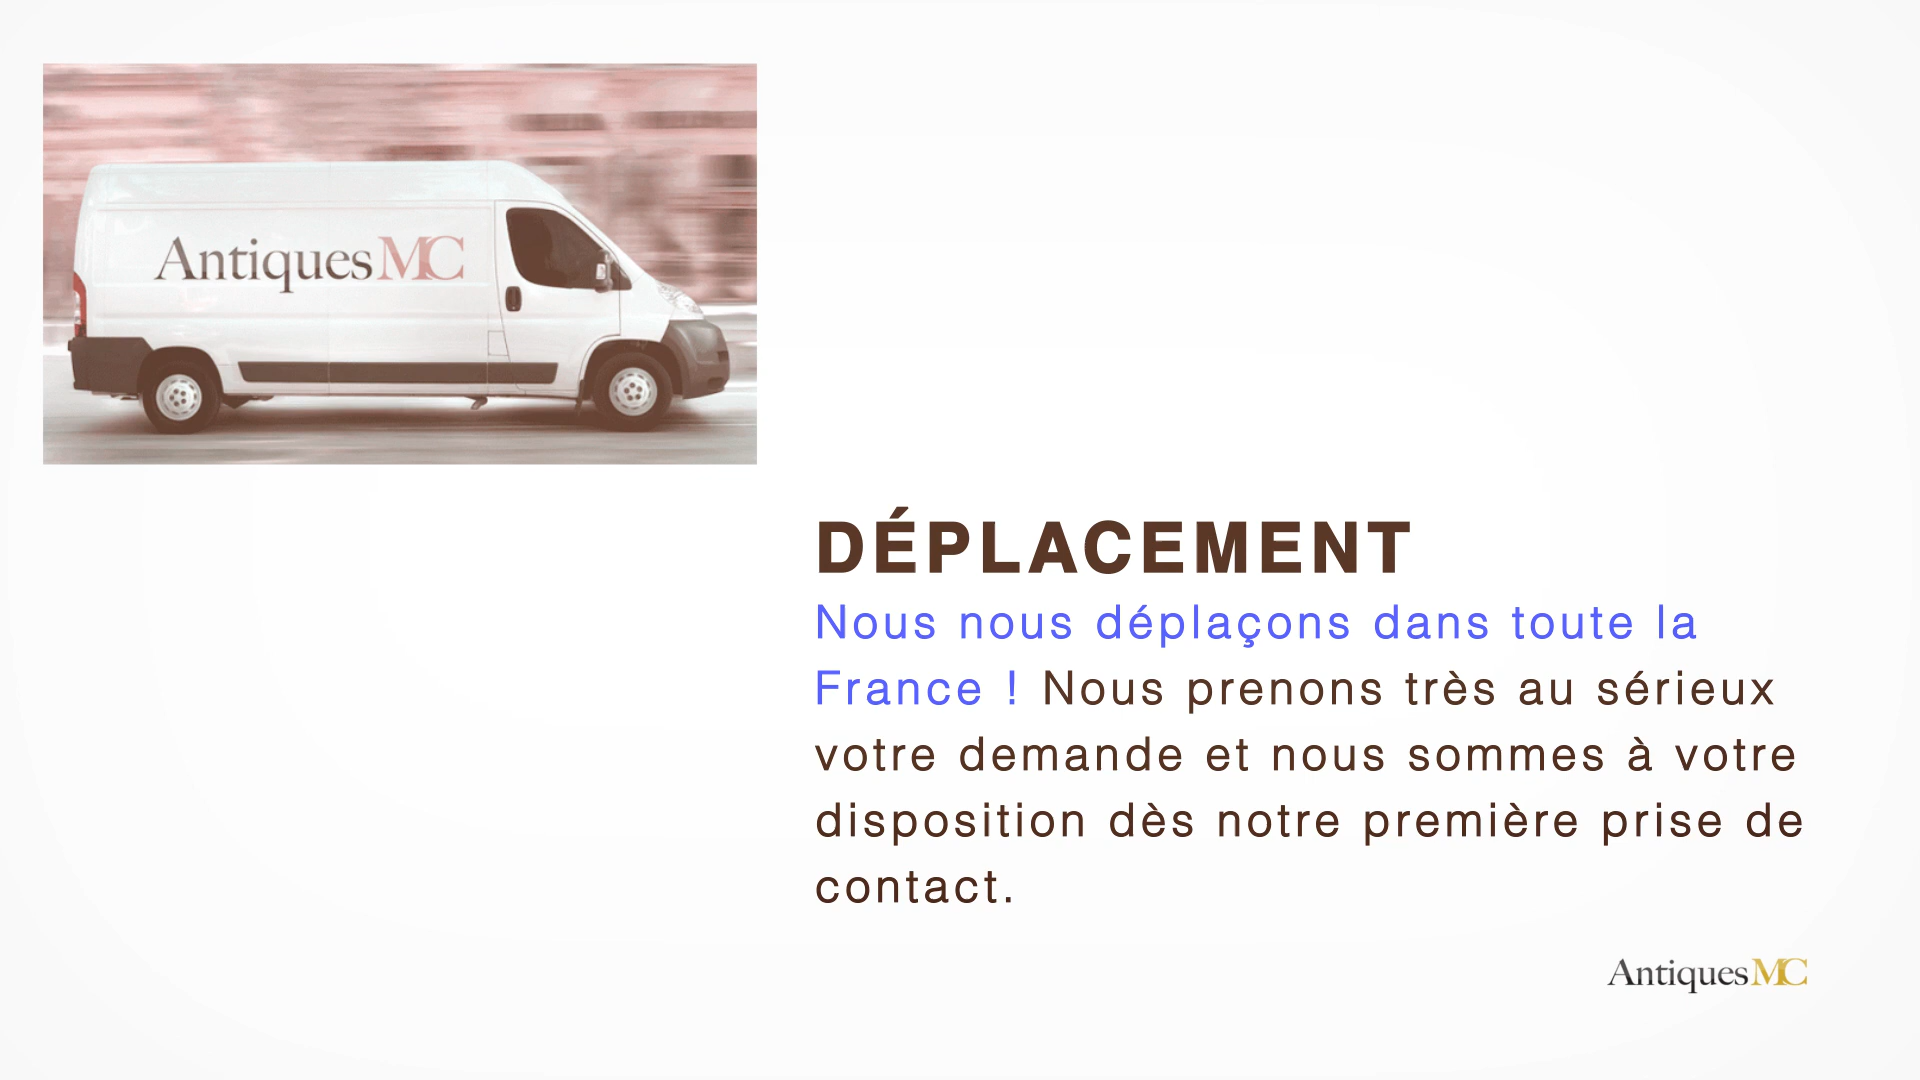 AntiquesMC
DÉPLACEMENT
Nous nous déplaçons dans toute la
France ! Nous prenons très au sérieux
votre demande et nous sommes à votre
disposition dès notre première prise de
contact.
AntiquesMC